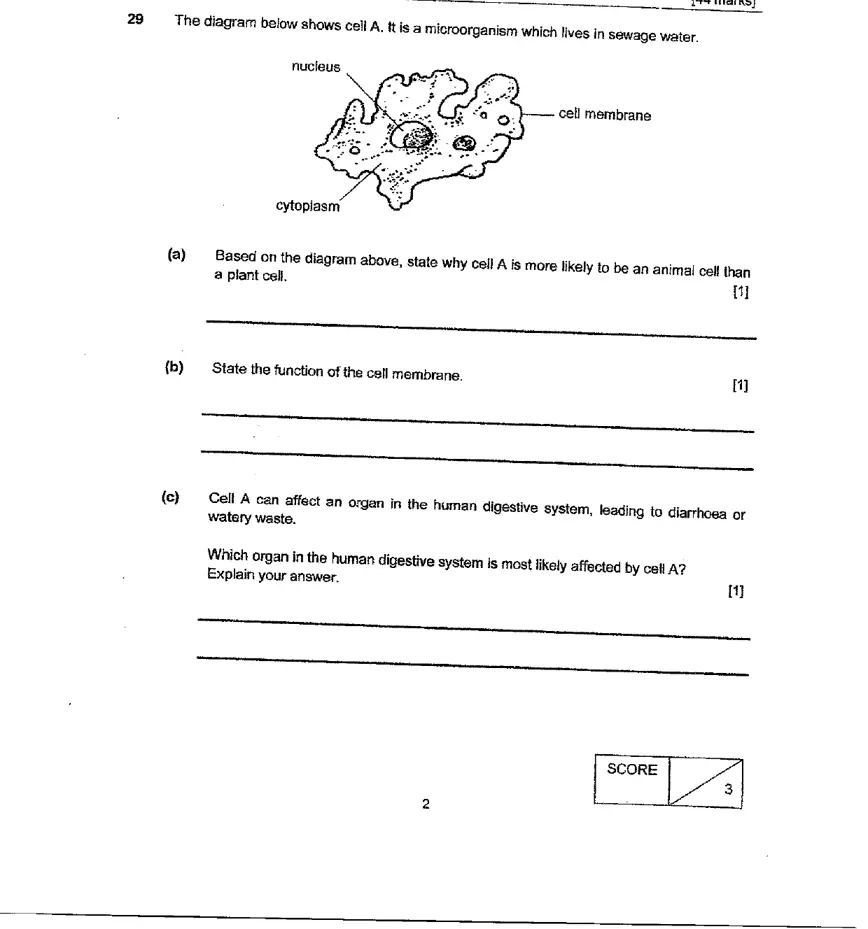 [44 marks]
29 The diagram below shows cell A. It is a microorganism which lives in sewage water.
nucleus
cell membrane
cytoplasm
(a) Based on the diagram above, state why cell A is more likely to be an animal cell than
a plant cell.
[1]
(b) State the function of the cell membrane.
[1]
(c) Cell A can affect an organ in the human digestive system, leading to diarrhoea or
watery waste.
Which organ in the human digestive system is most likely affected by cell A?
Explain your answer.
[1]
SCORE
3
2